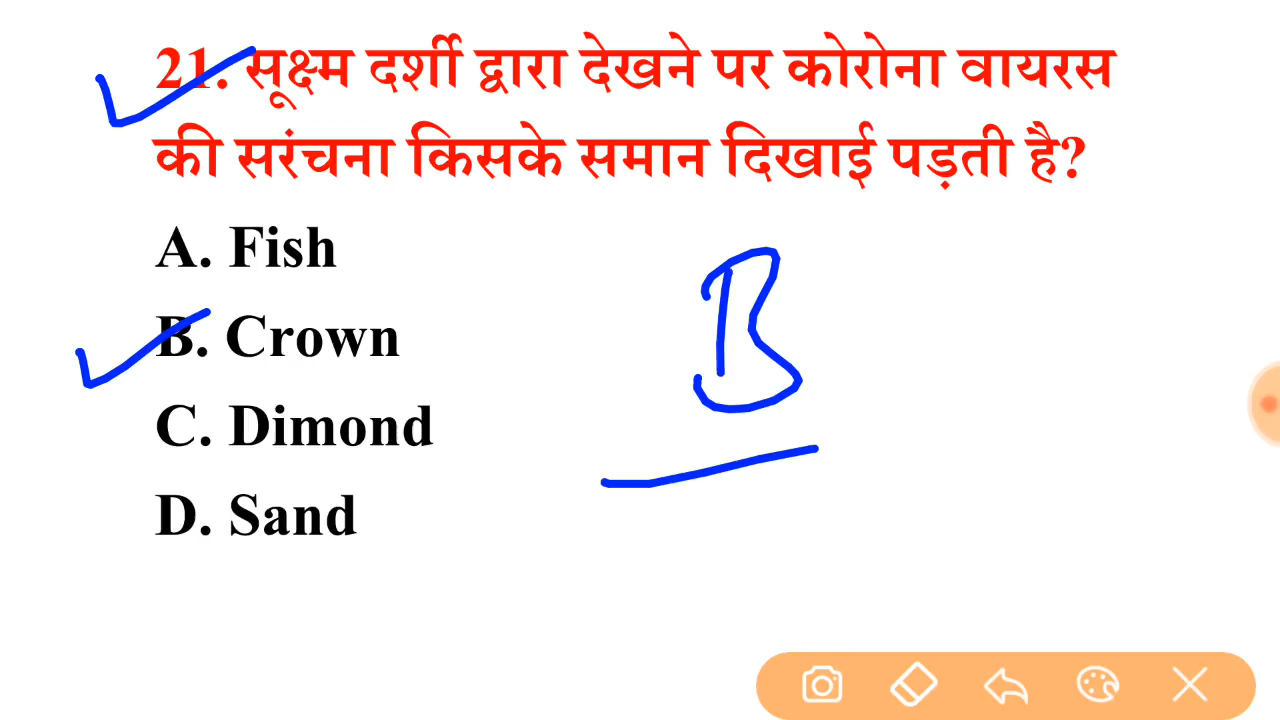 21. सूक्ष्म दर्शी द्वारा देखने पर कोरोना वायरस
की सरंचना किसके समान दिखाई पड़ती है?
A. Fish
B. Crown
B
C. Dimond
D. Sand